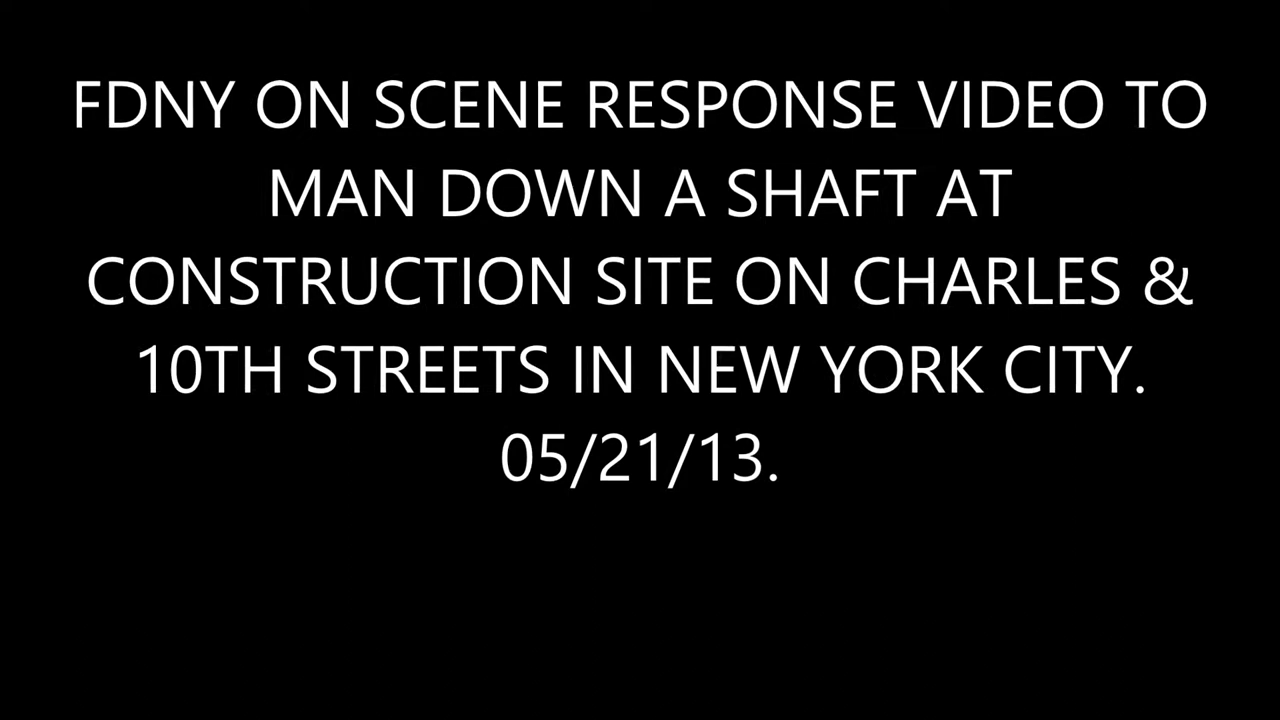 FDNY ON SCENE RESPONSE VIDEO TO
MAN DOWN A SHAFT AT
CONSTRUCTION SITE ON CHARLES &
10TH STREETS IN NEW YORK CITY.
05/21/13.